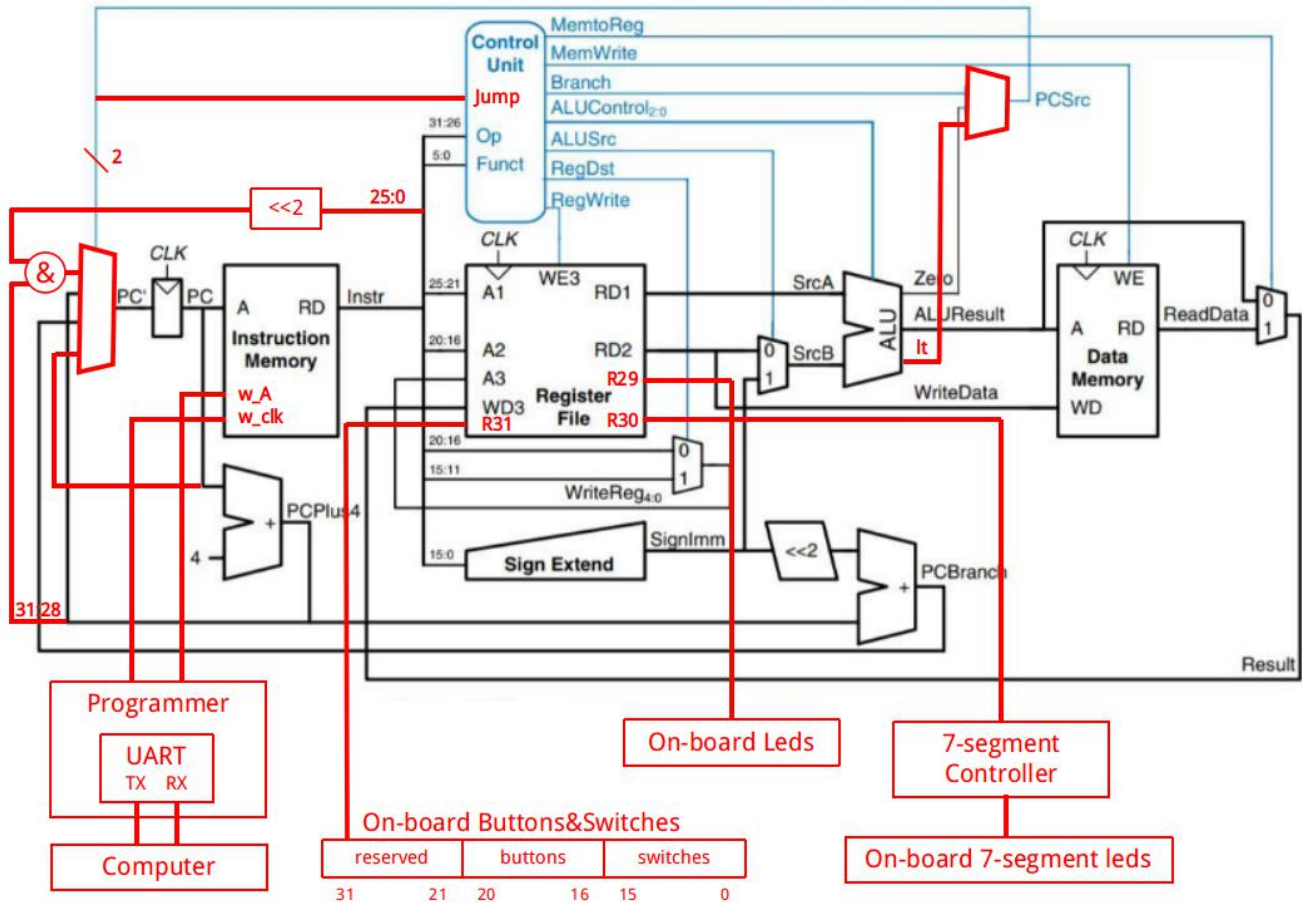 MemtoReg
Control
Unit
MemWrite
Branch
PCSrc
Jump
ALUControl2:0
31:26
Op
ALUSrc
2
5:0
Funct
RegDst
<<2
25:0
RegWrite
CLK
CLK
CLK
&
WE3
SrcA
Zero
WE
PC'
PC
A
RD
Instr
25:21
A1
RD1
ALUResult
ReadData
0
1
Instruction
Memory
20:16
A2
RD2
0
1
SrcB
ALU
lt
A
RD
Data
Memory
w_A
w_clk
A3
WD3
R31
Register
File
R29
R30
WriteData
WD
20:16
15:11
0
1
WriteReg4:0
PCPlus4
+
4
15:0
Sign Extend
SignImm
<<2
PCBranch
+
31:28
Result
Programmer
UART
TX RX
Computer
On-board Leds
7-segment
Controller
On-board Buttons&Switches
reserved buttons switches
31 21 20 16 15 0
On-board 7-segment leds